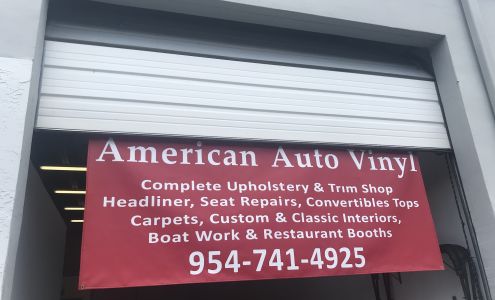 American Auto Vinyl
Complete Upholstery & Trim Shop
Headliner, Seat Repairs, Convertibles Tops
Carpets, Custom & Classic Interiors,
Boat Work & Restaurant Booths
954-741-4925